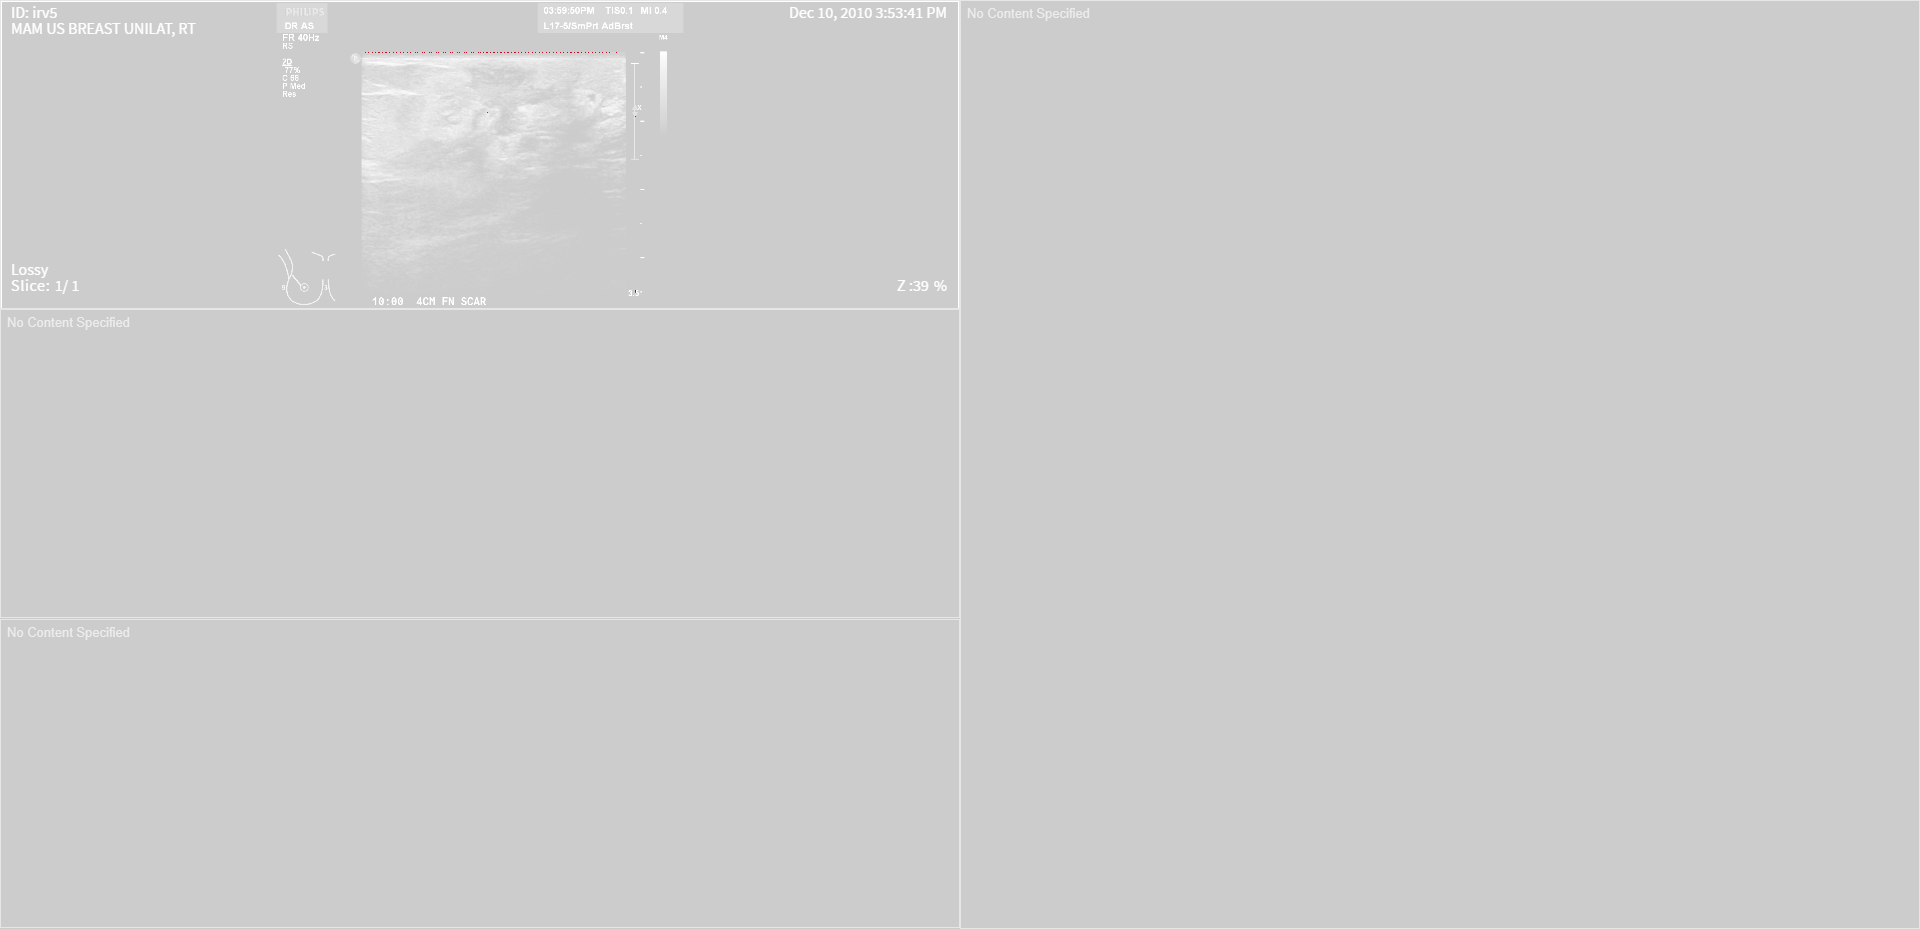 ID: irv5
MAM US BREAST UNILAT, RT
PHILIPS
DR AS
FR 40Hz
RS
2D
77%
P Med
Res
03:59:50PM TIS0.1 MI 0.4
L17-5/SmPrt AdBrst
M4
Dec 10, 2010 3:53:41 PM
Lossy
Slice: 1/ 1
10:00 4CM FN SCAR
Z :39 %
No Content Specified
No Content Specified
No Content Specified